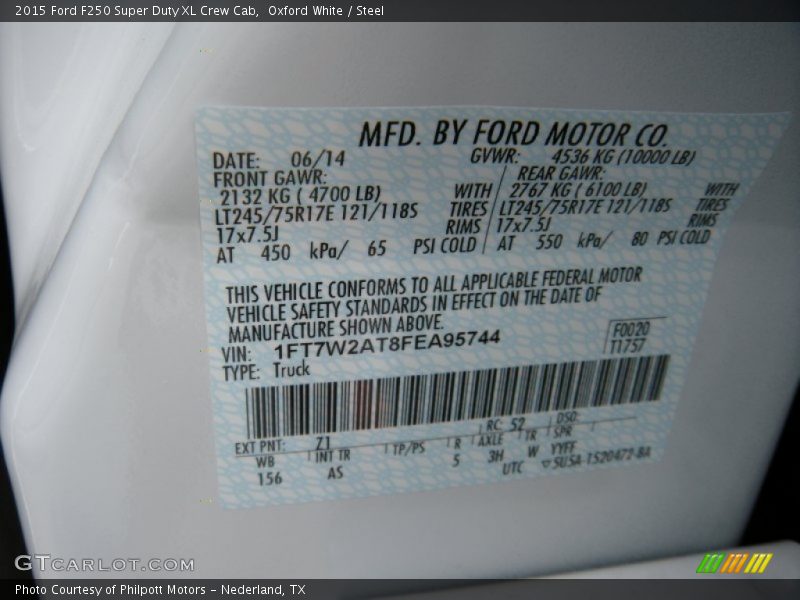 2015 Ford F250 Super Duty XL Crew Cab,  Oxford White / Steel
MFD. BY FORD MOTOR CO.
DATE: 06/14 GVWR: 4536 KG (10000 LB)
FRONT GAWR: REAR GAWR:
2132 KG ( 4700 LB) WITH 2767 KG ( 6100 LB) WITH
LT245/75R17E 121/118S TIRES LT245/75R17E 121/118S TIRES
17x7.5J RIMS 17x7.5J RIMS
AT 450 kPa/ 65 PSI COLD AT 550 kPa/ 80 PSI COLD
THIS VEHICLE CONFORMS TO ALL APPLICABLE FEDERAL MOTOR
VEHICLE SAFETY STANDARDS IN EFFECT ON THE DATE OF
MANUFACTURE SHOWN ABOVE.
VIN: 1FT7W2AT8FEA95744 F0020
TYPE: Truck T1757
EXT PNT: Z1 RC: 52 DSO:
WB INT TR TP/PS R AXLE TR SPR
156 AS 5 3H W YYFF
UTC ▽5USA-1520472-BA
GTCARLOT.COM
Photo Courtesy of Philpott Motors - Nederland, TX